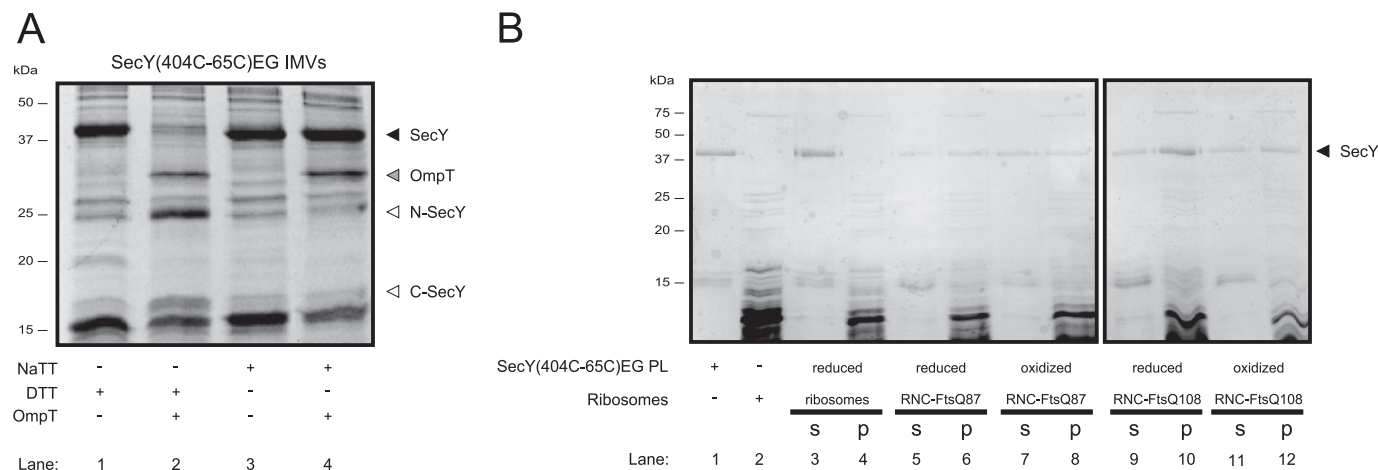 A
SecY(404C-65C)EG IMVs
kDa
50
37
25
20
15
SecY
OmpT
N-SecY
C-SecY
NaTT - - + +
DTT + + - -
OmpT - + - +
Lane: 1 2 3 4
B
kDa
75
50
37
25
20
15
SecY
SecY(404C-65C)EG PL + - reduced reduced oxidized reduced oxidized
Ribosomes - + ribosomes RNC-FtsQ87 RNC-FtsQ87 RNC-FtsQ108 RNC-FtsQ108
s p s p s p s p s p
Lane: 1 2 3 4 5 6 7 8 9 10 11 12